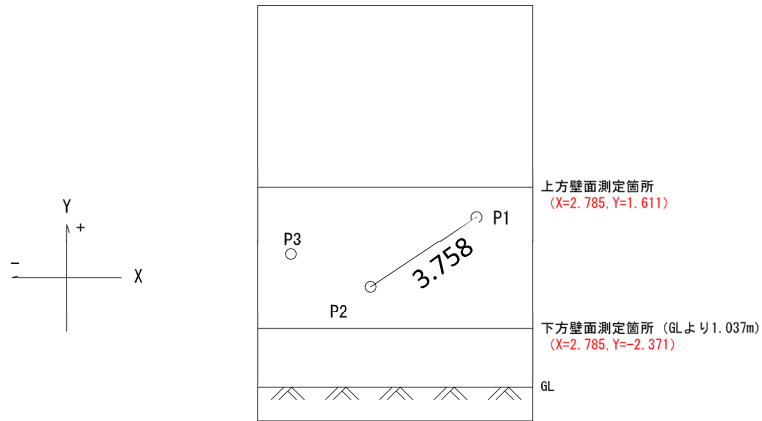 上方壁面測定箇所
(X=2.785,Y=1.611)
Y
+
P1
P3
3.758
-
X
P2
下方壁面測定箇所 (GLより1.037m)
(X=2.785,Y=-2.371)
GL